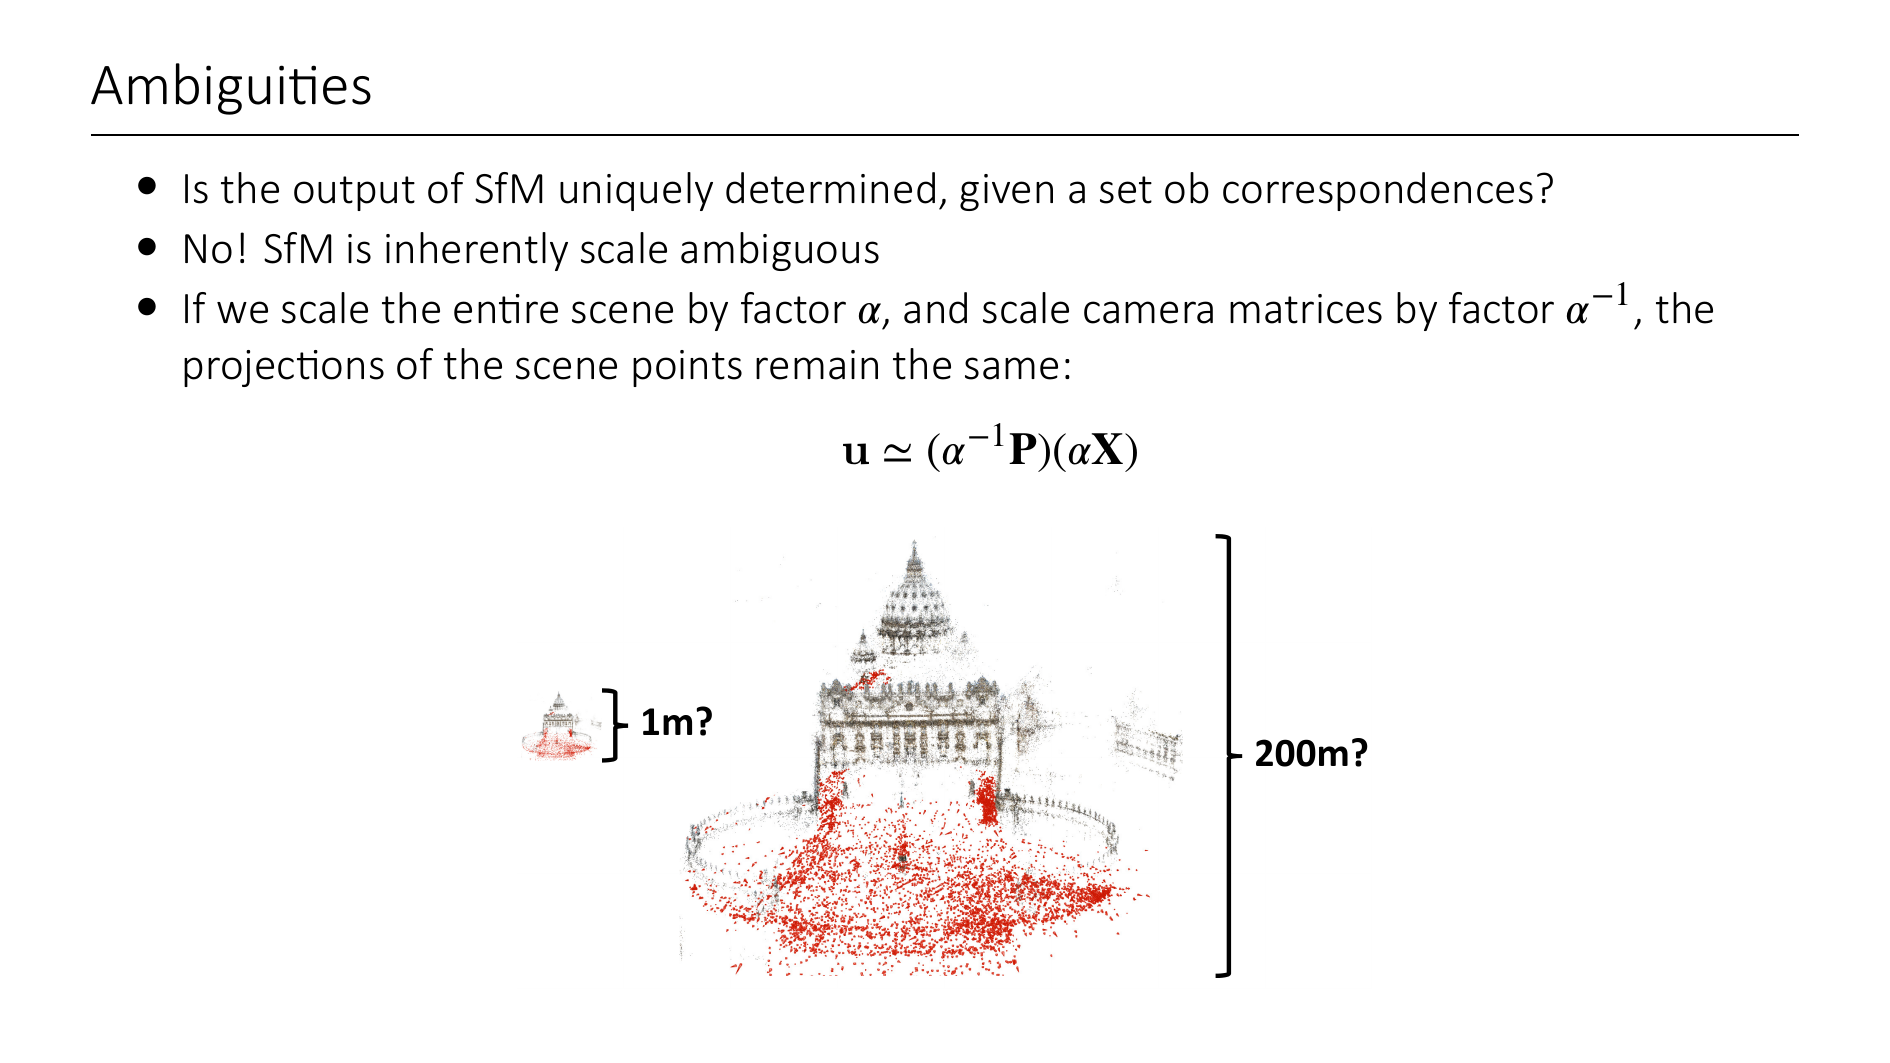 Ambiguities
● Is the output of SfM uniquely determined, given a set ob correspondences?
● No! SfM is inherently scale ambiguous
● If we scale the entire scene by factor α, and scale camera matrices by factor α⁻¹, the
projections of the scene points remain the same:
u ≃ (α⁻¹P)(αX)
1m?
200m?